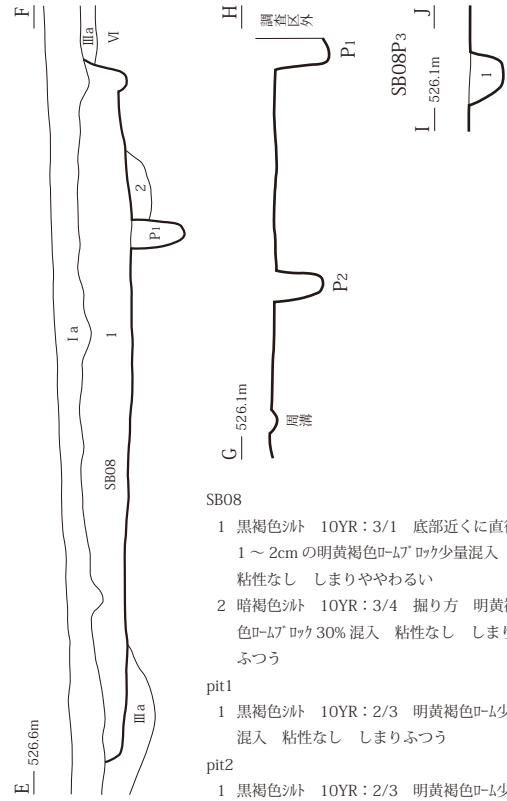 F
Ⅲa
Ⅵ
2
P1
Ⅰa
1
SB08
Ⅲa
E
526.6m
H
調査区外
P1
P2
周溝
G
526.1m
SB08P3
J
1
I
526.1m
SB08
1 黒褐色ｼﾙﾄ 10YR：3/1 底部近くに直
1 ～ 2cm の明黄褐色ﾛｰﾑﾌﾞﾛｯｸ少量混入
粘性なし しまりややわるい
2 暗褐色ｼﾙﾄ 10YR：3/4 掘り方 明黄
色ﾛｰﾑﾌﾞﾛｯｸ 30% 混入 粘性なし しま
ふつう
pit1
1 黒褐色ｼﾙﾄ 10YR：2/3 明黄褐色ﾛｰﾑ少
混入 粘性なし しまりふつう
pit2
1 黒褐色ｼﾙﾄ 10YR：2/3 明黄褐色ﾛｰﾑ少